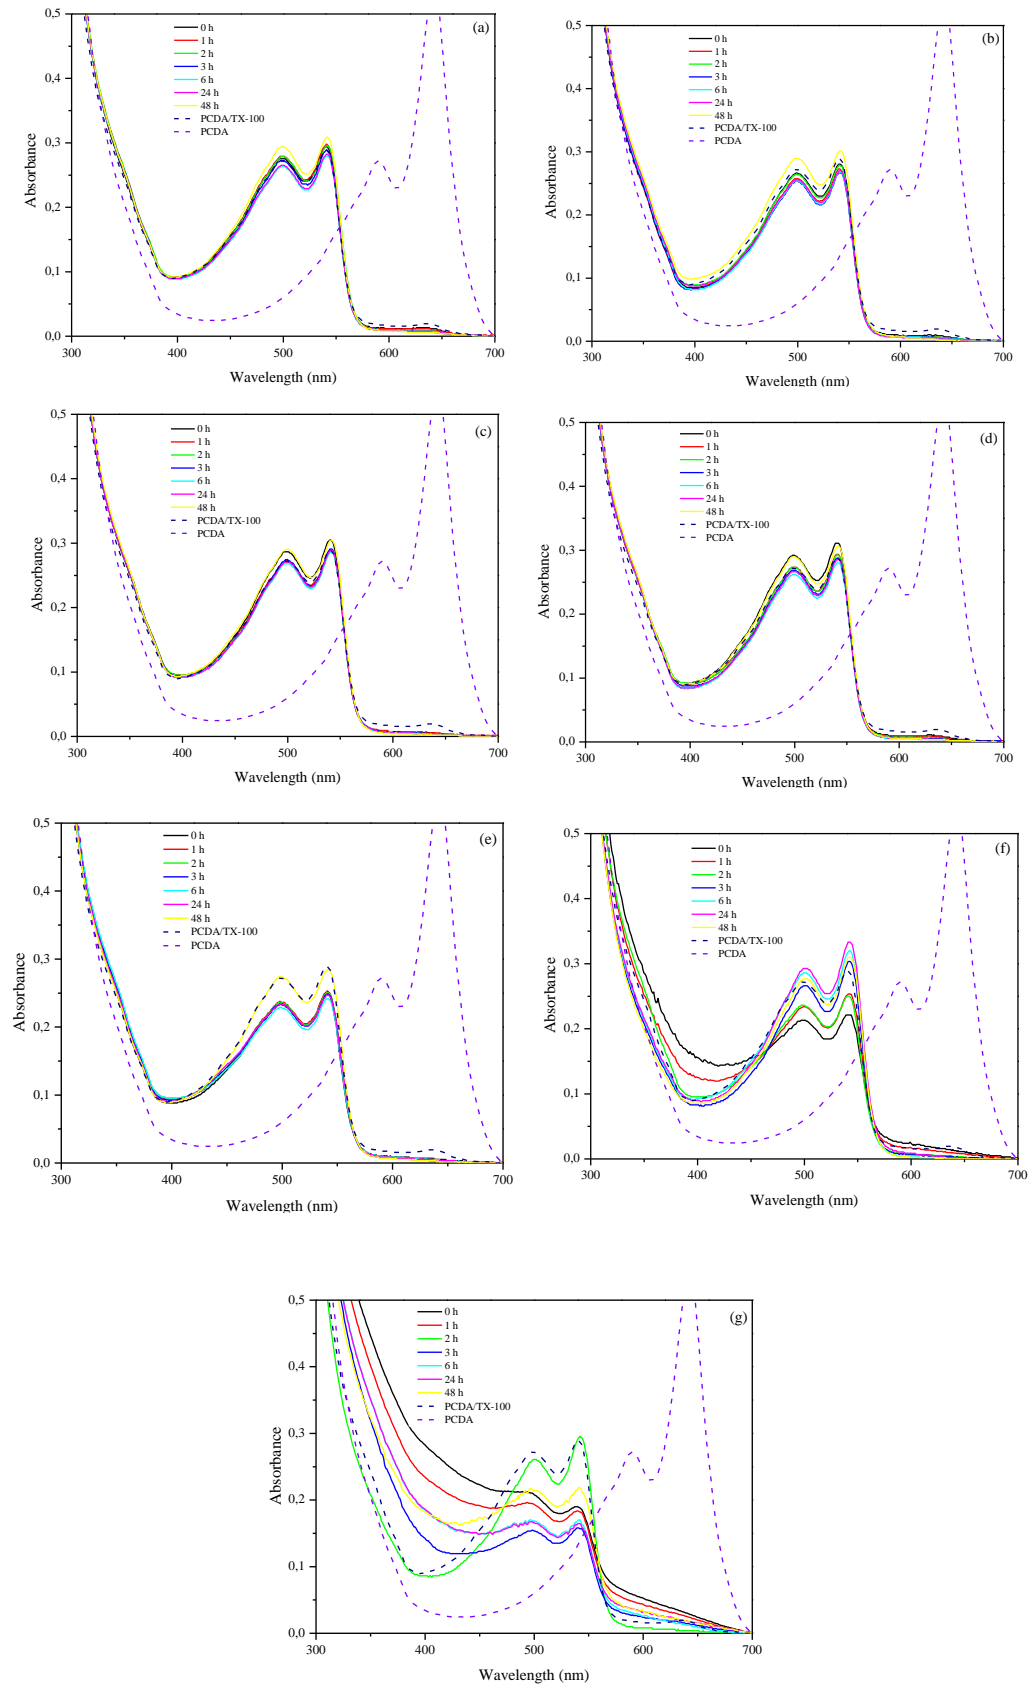 0,5
0 h
1 h
2 h
3 h
6 h
24 h
48 h
PCDA/TX-100
PCDA
(a)
0,4
0,3
0,2
0,1
0,0
Absorbance
300 400 500 600 700
Wavelength (nm)
0,5
0 h
1 h
2 h
3 h
6 h
24 h
48 h
PCDA/TX-100
PCDA
(b)
0,4
0,3
0,2
0,1
0,0
Absorbance
300 400 500 600 700
Wavelength (nm)
0,5
0 h
1 h
2 h
3 h
6 h
24 h
48 h
PCDA/TX-100
PCDA
(c)
0,4
0,3
0,2
0,1
0,0
Absorbance
300 400 500 600 700
Wavelength (nm)
0,5
0 h
1 h
2 h
3 h
6 h
24 h
48 h
PCDA/TX-100
PCDA
(d)
0,4
0,3
0,2
0,1
0,0
Absorbance
300 400 500 600 700
Wavelength (nm)
0,5
0 h
1 h
2 h
3 h
6 h
24 h
48 h
PCDA/TX-100
PCDA
(e)
0,4
0,3
0,2
0,1
0,0
Absorbance
300 400 500 600 700
Wavelength (nm)
0,5
0 h
1 h
2 h
3 h
6 h
24 h
48 h
PCDA/TX-100
PCDA
(f)
0,4
0,3
0,2
0,1
0,0
Absorbance
300 400 500 600 700
Wavelength (nm)
0,5
0 h
1 h
2 h
3 h
6 h
24 h
48 h
PCDA/TX-100
PCDA
(g)
0,4
0,3
0,2
0,1
0,0
Absorbance
300 400 500 600 700
Wavelength (nm)